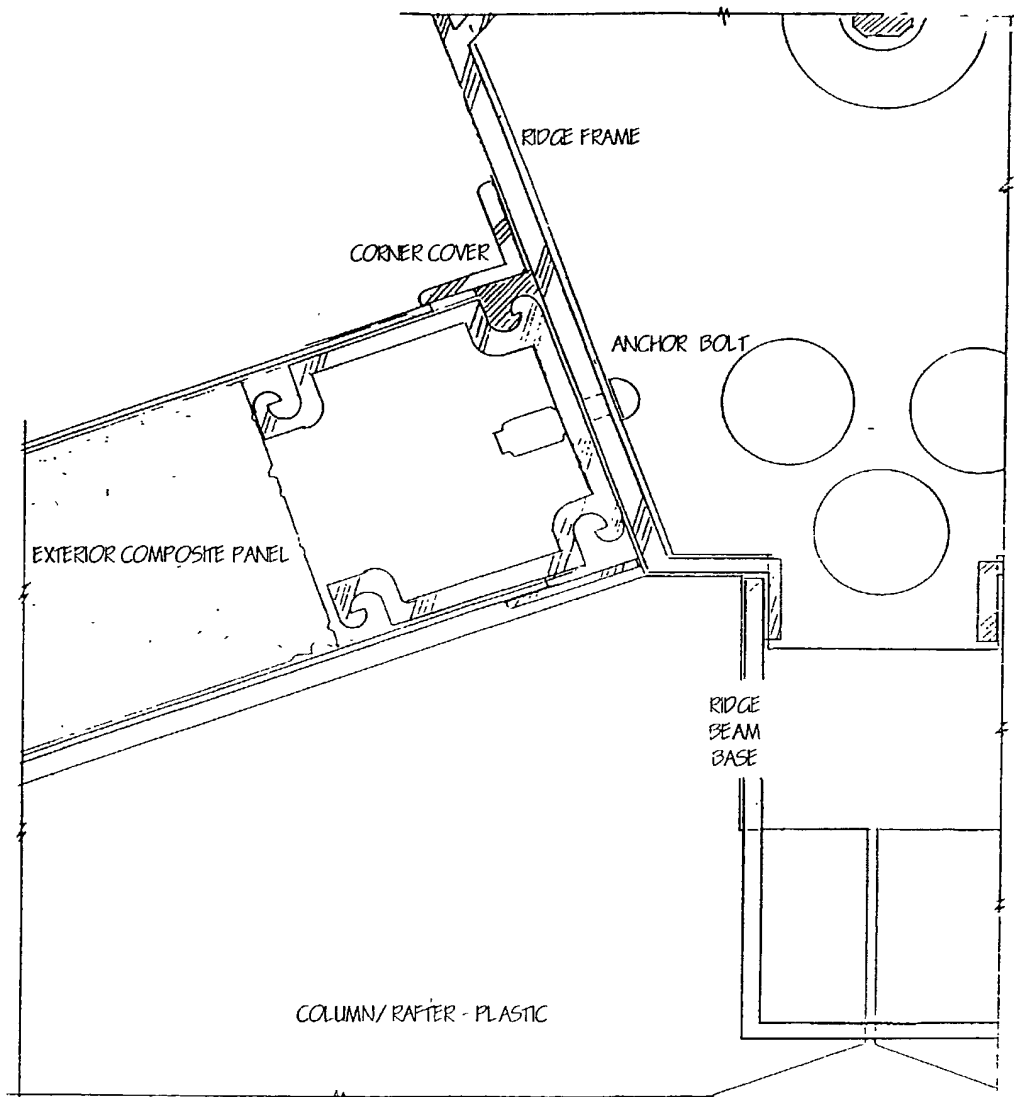 RIDGE FRAME
CORNER COVER
ANCHOR BOLT
EXTERIOR COMPOSITE PANEL
RIDGE
BEAM
BASE
COLUMN/ RAFTER - PLASTIC